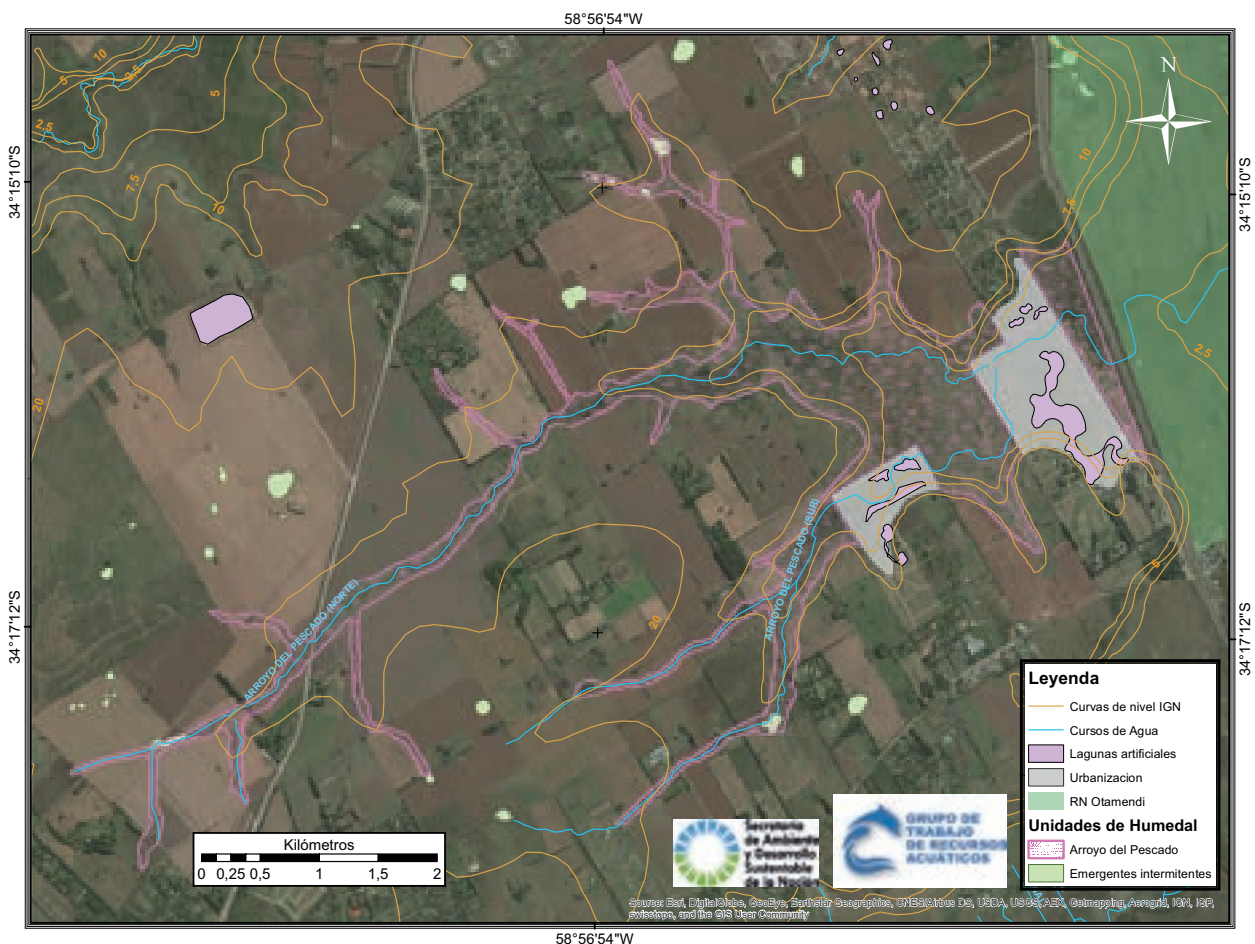 58°56'54"W
10
5
2,5
5
2,5
7,5
10
N
10
7,5
34°15'10"S
34°15'10"S
2,5
20
ARROYO DEL PESCADO (SUR)
5
ARROYO DEL PESCADO (NORTE)
20
34°17'12"S
34°17'12"S
Leyenda
Curvas de nivel IGN
Cursos de Agua
Lagunas artificiales
Urbanizacion
RN Otamendi
Unidades de Humedal
Arroyo del Pescado
Emergentes intermitentes
Kilómetros
0 0,25 0,5 1 1,5 2
Secretaría
de Ambiente
y Desarrollo
Sustentable
de la Nación
GRUPO DE
TRABAJO
DE RECURSOS
ACUÁTICOS
Source: Esri, DigitalGlobe, GeoEye, Earthstar Geographics, CNES/Airbus DS, USDA, USGS, AEX, Getmapping, Aerogrid, IGN, IGP,
swisstopo, and the GIS User Community
58°56'54"W